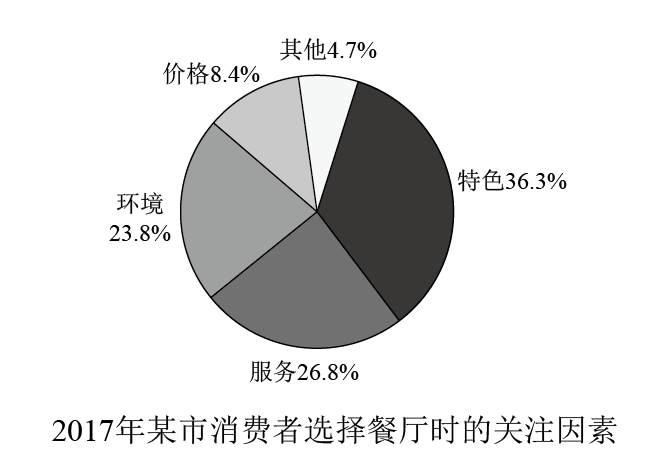 其他4.7%
价格8.4%
特色36.3%
环境
23.8%
服务26.8%
2017年某市消费者选择餐厅时的关注因素